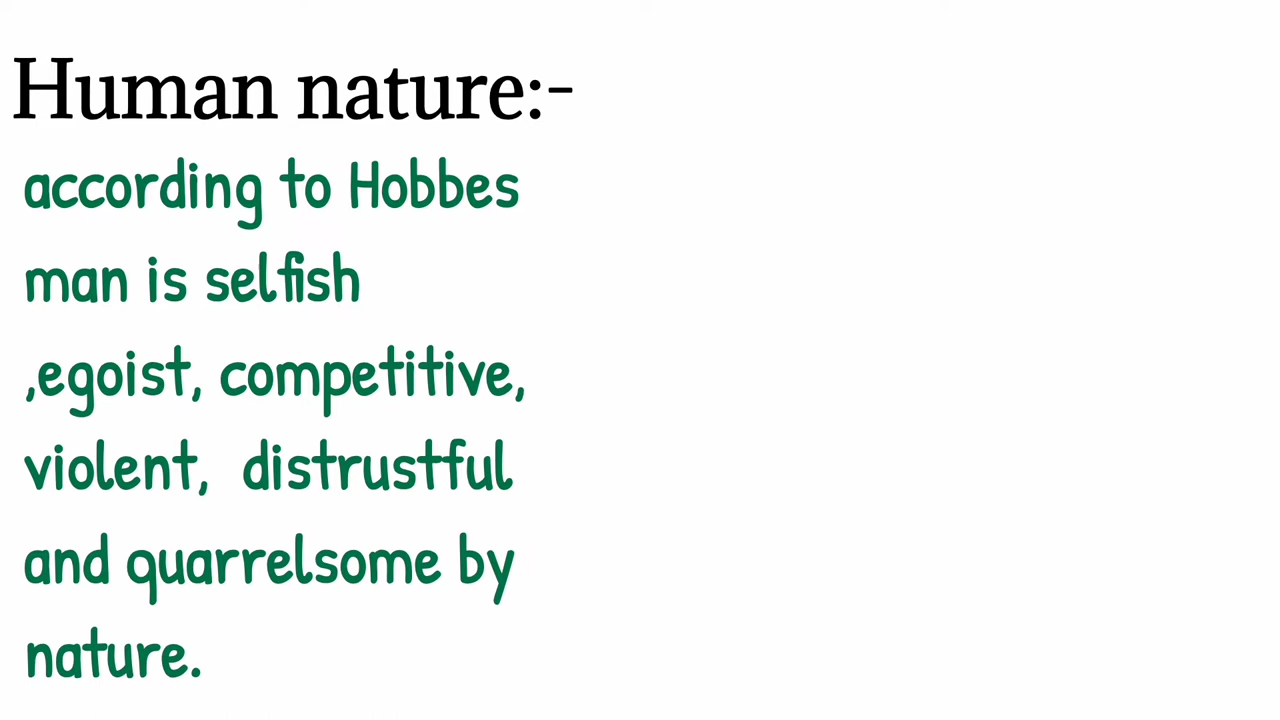 Human nature:-
according to Hobbes
man is selfish
,egoist, competitive,
violent,  distrustful
and quarrelsome by
nature.